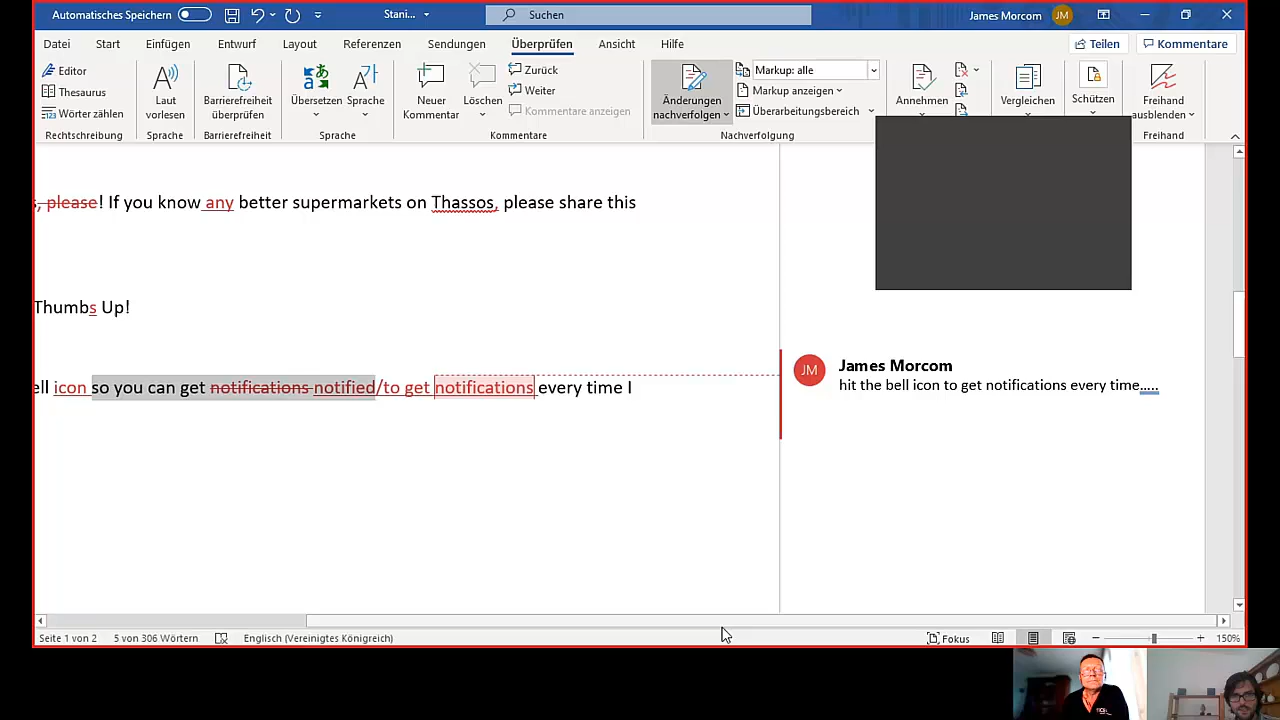 Automatisches Speichern Stani... Suchen James Morcom JM
Datei Start Einfügen Entwurf Layout Referenzen Sendungen Überprüfen Ansicht Hilfe Teilen Kommentare
Editor
Thesaurus
Wörter zählen
Rechtschreibung
Laut vorlesen
Sprache
Barrierefreiheit überprüfen
Barrierefreiheit
Übersetzen Sprache
Sprache
Neuer Kommentar
Löschen
Zurück
Weiter
Kommentare anzeigen
Kommentare
Änderungen nachverfolgen
Markup: alle
Markup anzeigen
Überarbeitungsbereich
Nachverfolgung
Annehmen
Vergleichen
Schützen
Freihand ausblenden
Freihand
s, please! If you know any better supermarkets on Thassos, please share this
Thumbs Up!
ell icon so you can get notifications notified/to get notifications every time I
JM James Morcom
hit the bell icon to get notifications every time.....
Seite 1 von 2 5 von 306 Wörtern Englisch (Vereinigtes Königreich) Fokus 150%